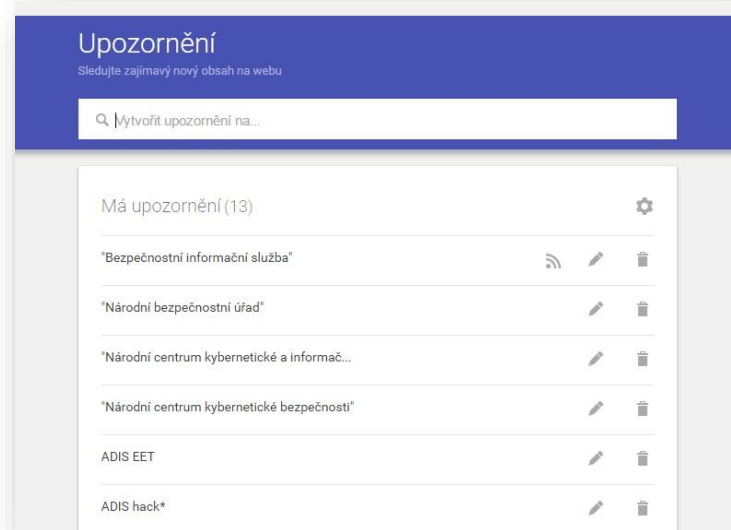 Upozornění
Sledujte zajímavý nový obsah na webu
Vytvořit upozornění na...
Má upozornění (13)
"Bezpečnostní informační služba"
"Národní bezpečnostní úřad"
"Národní centrum kybernetické a informač...
"Národní centrum kybernetické bezpečnosti"
ADIS EET
ADIS hack*